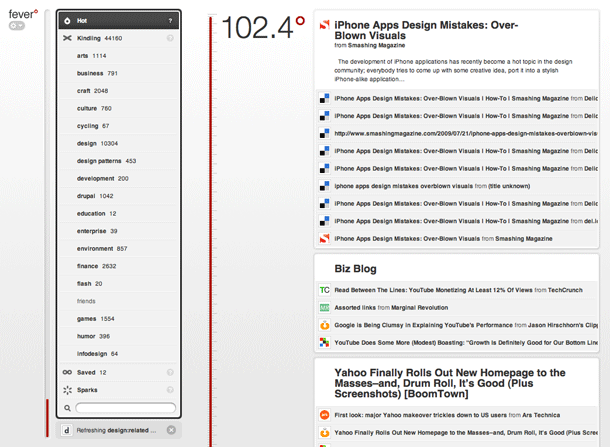 fever°
Hot ?
Kindling 44160 ?
arts 1114
business 791
craft 2048
culture 760
cycling 67
design 10304
design patterns 453
development 200
drupal 1042
education 12
enterprise 39
environment 857
finance 2632
flash 20
friends
games 1554
humor 396
infodesign 64
Saved 12 ?
Sparks ?
d Refreshing design:related ...
102.4°
iPhone Apps Design Mistakes: Over-
Blown Visuals
from Smashing Magazine
The development of iPhone applications has recently become a hot topic in the design
community; everybody tries to come up with some creative idea, port it into a stylish
iPhone-alike application...
iPhone Apps Design Mistakes: Over-Blown Visuals | How-To | Smashing Magazine from Delic
iPhone Apps Design Mistakes: Over-Blown Visuals | How-To | Smashing Magazine from Delic
http://www.smashingmagazine.com/2009/07/21/iphone-apps-design-mistakes-overblown-vis
iPhone Apps Design Mistakes: Over-Blown Visuals | How-To | Smashing Magazine from Delic
iPhone Apps Design Mistakes: Over-Blown Visuals | How-To | Smashing Magazine from Delic
iphone apps design mistakes overblown visuals from (title unknown)
iPhone Apps Design Mistakes: Over-Blown Visuals | How-To | Smashing Magazine from Delic
iPhone Apps Design Mistakes: Over-Blown Visuals | How-To | Smashing Magazine from del.i
iPhone Apps Design Mistakes: Over-Blown Visuals from Smashing Magazine
Biz Blog
TC Read Between The Lines: YouTube Monetizing At Least 12% Of Views from TechCrunch
MR Assorted links from Marginal Revolution
Google is Being Clumsy in Explaining YouTube's Performance from Jason Hirschhorn's Clipp
YouTube Does Some More (Modest) Boasting: "Growth is Definitely Good for Our Bottom Line
Yahoo Finally Rolls Out New Homepage to the
Masses–and, Drum Roll, It's Good (Plus
Screenshots) [BoomTown]
ars First look: major Yahoo makeover trickles down to US users from Ars Technica
Yahoo Finally Rolls Out New Homepage to the Masses–and, Drum Roll, It's Good (Plus